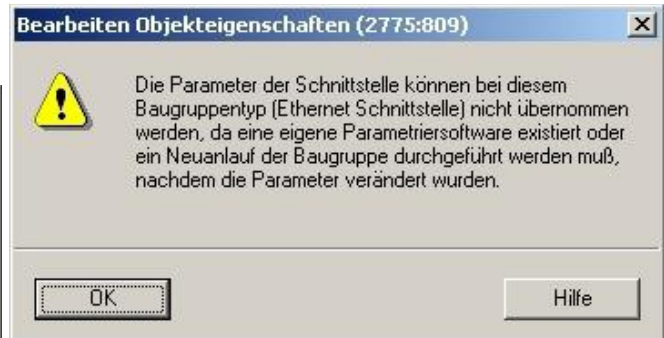 Bearbeiten Objekteigenschaften (2775:809)
Die Parameter der Schnittstelle können bei diesem
Baugruppentyp (Ethernet Schnittstelle) nicht übernommen
werden, da eine eigene Parametriersoftware existiert oder
ein Neuanlauf der Baugruppe durchgeführt werden muß,
nachdem die Parameter verändert wurden.
OK
Hilfe